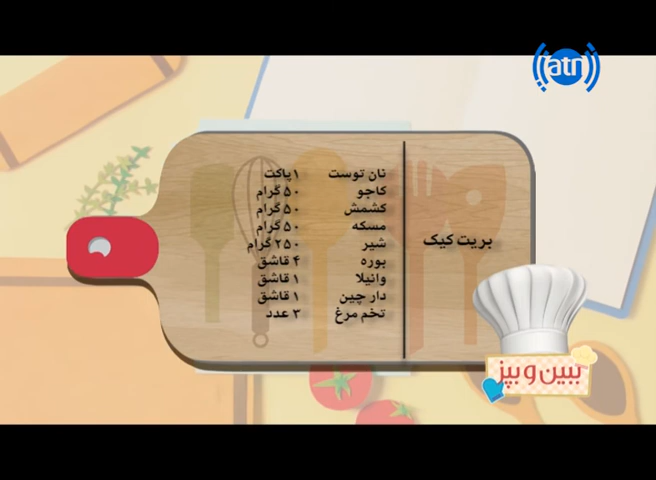 atn
بریت کیک
نان توست ۱ پاکت
کاجو ۵۰ گرام
کشمش ۵۰ گرام
مسکه ۵۰ گرام
شیر ۲۵۰ گرام
بوره ۴ قاشق
وانیلا ۱ قاشق
دار چین ۱ قاشق
تخم مرغ ۳ عدد
ببین و بپز